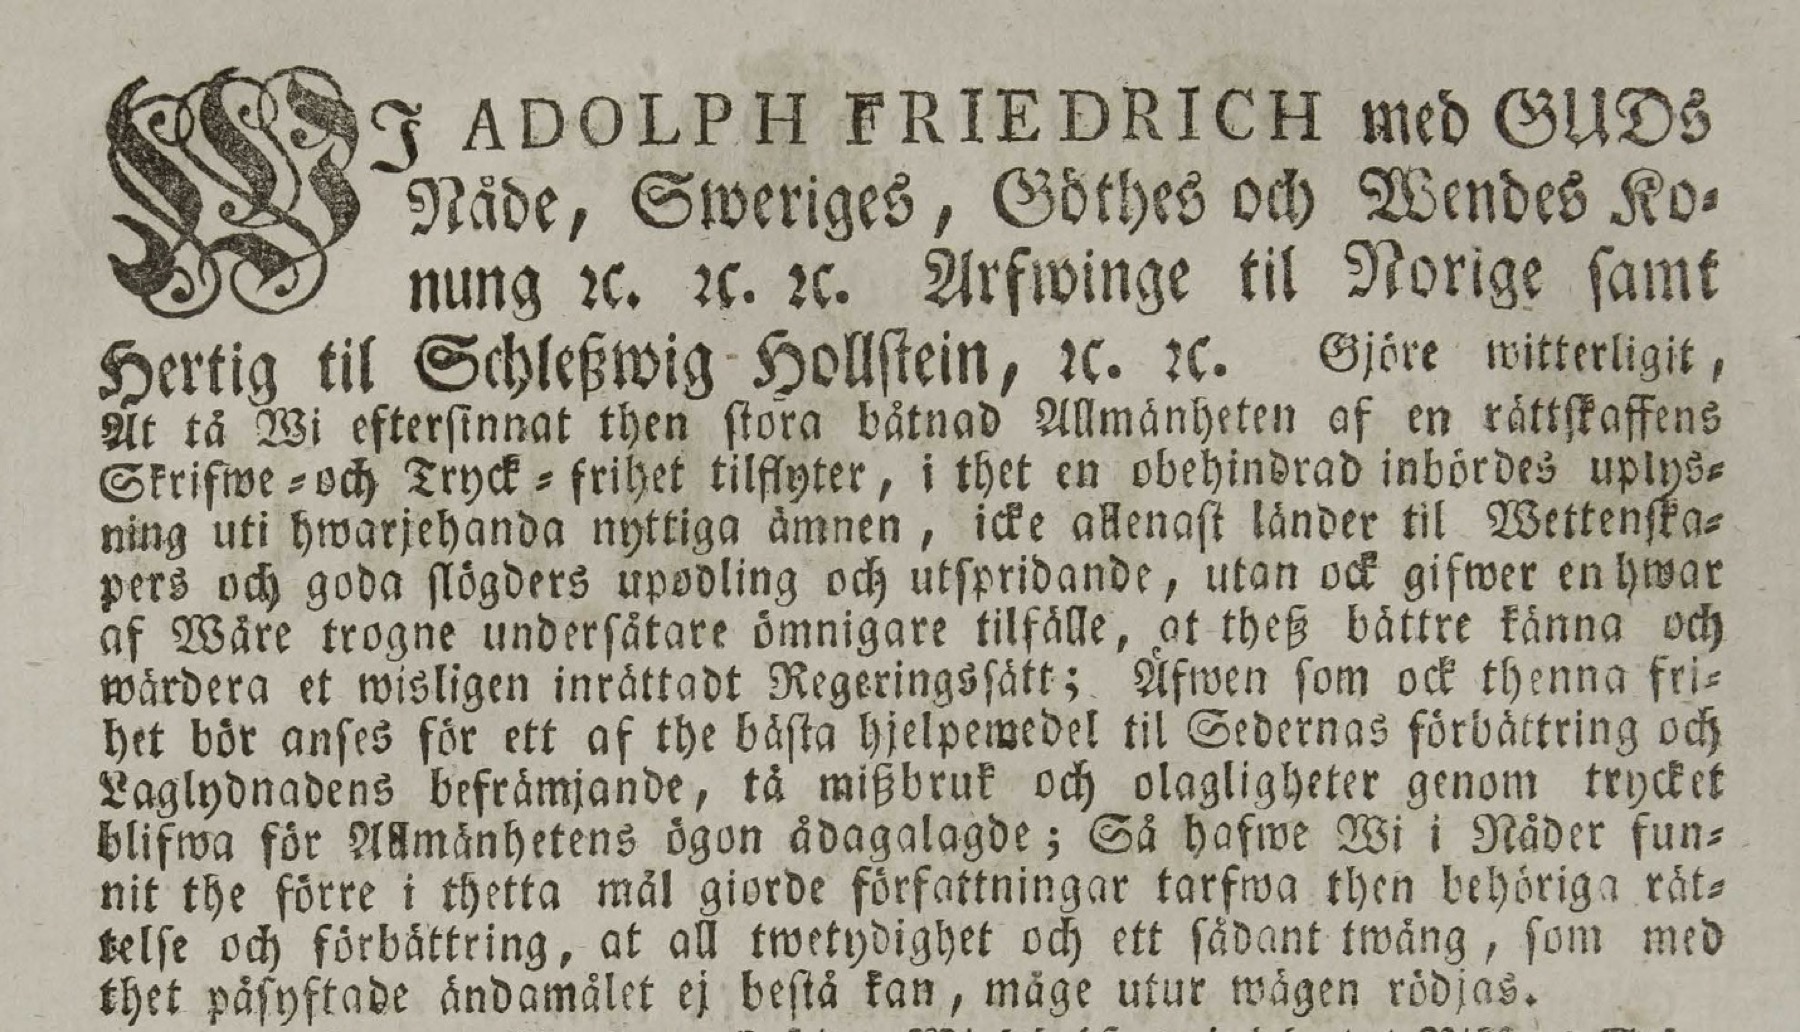 WJ ADOLPH FRIEDRICH med GUDs
Nåde, Sweriges, Göthes och Wendes Ko-
nung ꝛc. ꝛc. ꝛc. Arfwinge til Norige samt
Hertig til Schleßwig-Hollstein, ꝛc. ꝛc. Gjöre witterligit,
At tå Wi eftersinnat then stora båtnad Allmänheten af en rättskaffens
Skrifwe-och Tryck-frihet tilflyter, i thet en obehindrad inbördes uplys-
ning uti hwarjehanda nyttiga ämnen, icke allenast länder til Wettenska-
pers och goda slögders upodling och utspridande, utan ock gifwer en hwar
af Wåre trogne undersåtare ömnigare tilfälle, at theß bättre känna och
wärdera et wisligen inrättadt Regeringssätt; Äfwen som ock thenna fri-
het bör anses för ett af the bästa hjelpemedel til Sedernas förbättring och
Laglydnadens befrämjande, tå mißbruk och olagligheter genom trycket
blifwa för Allmänhetens ögon ådagalagde; Så hafwe Wi i Nåder fun-
nit the förre i thetta mål giorde författningar tarfwa then behöriga rät-
telse och förbättring, at all twetydighet och ett sådant twång, som med
thet påsyftade ändamålet ej bestå kan, måge utur wägen rödjas.